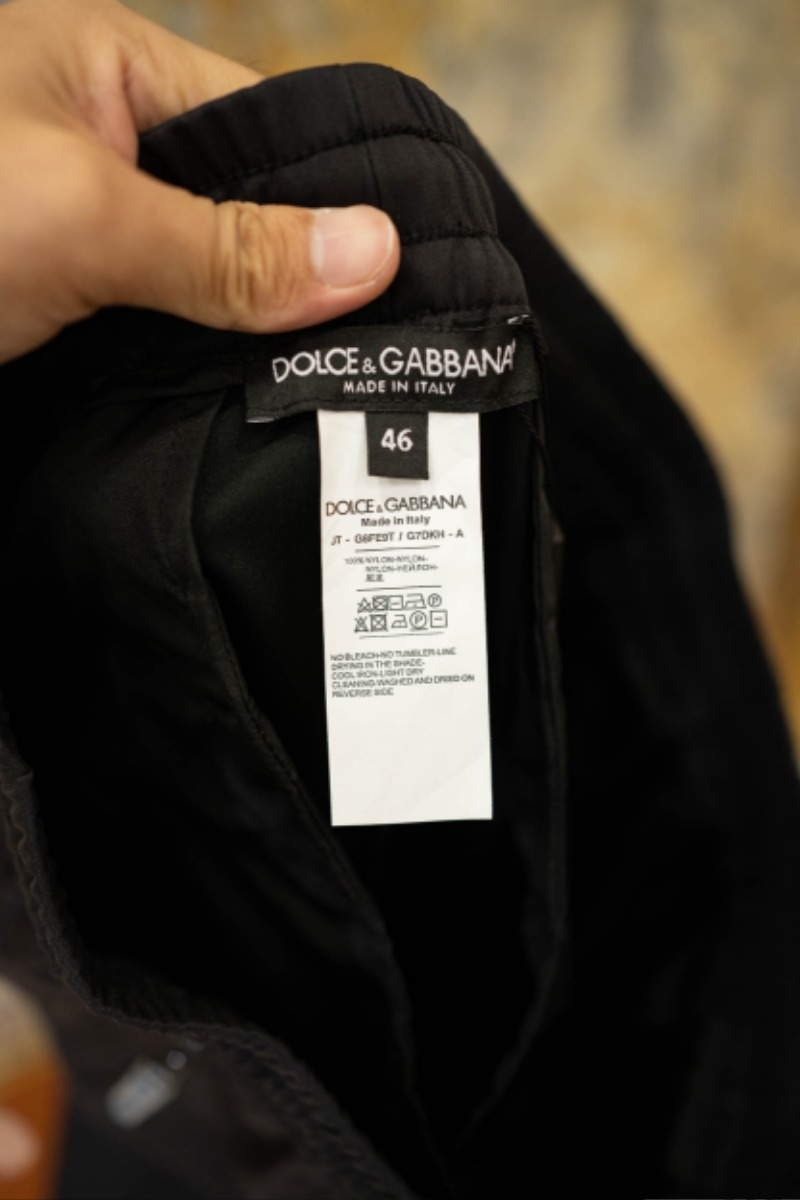 DOLCE & GABBANA
MADE IN ITALY
46
DOLCE & GABBANA
Made in Italy
JT - G8FE9T / G7DKH - A
100% NYLON-NYLON-
NYLON-НЕЙЛОН-
NO BLEACH-NO TUMBLER-LINE
DRYING IN THE SHADE-
COOL IRON-LIGHT DRY
CLEANING-WASHED AND DRIED ON
REVERSE SIDE